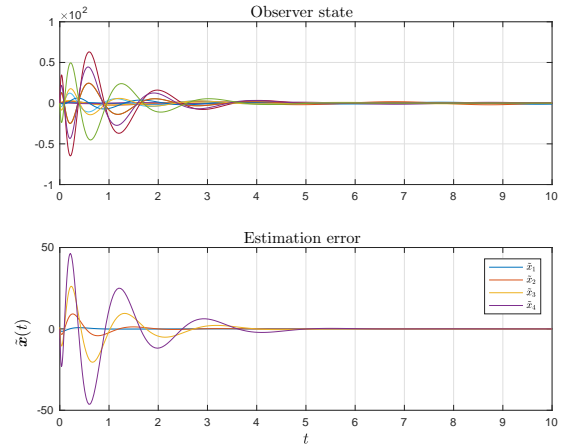 Observer state
×10²
1
0.5
0
-0.5
-1
0 1 2 3 4 5 6 7 8 9 10
Estimation error
50
0
-50
x̃(t)
x̃₁
x̃₂
x̃₃
x̃₄
0 1 2 3 4 5 6 7 8 9 10
t